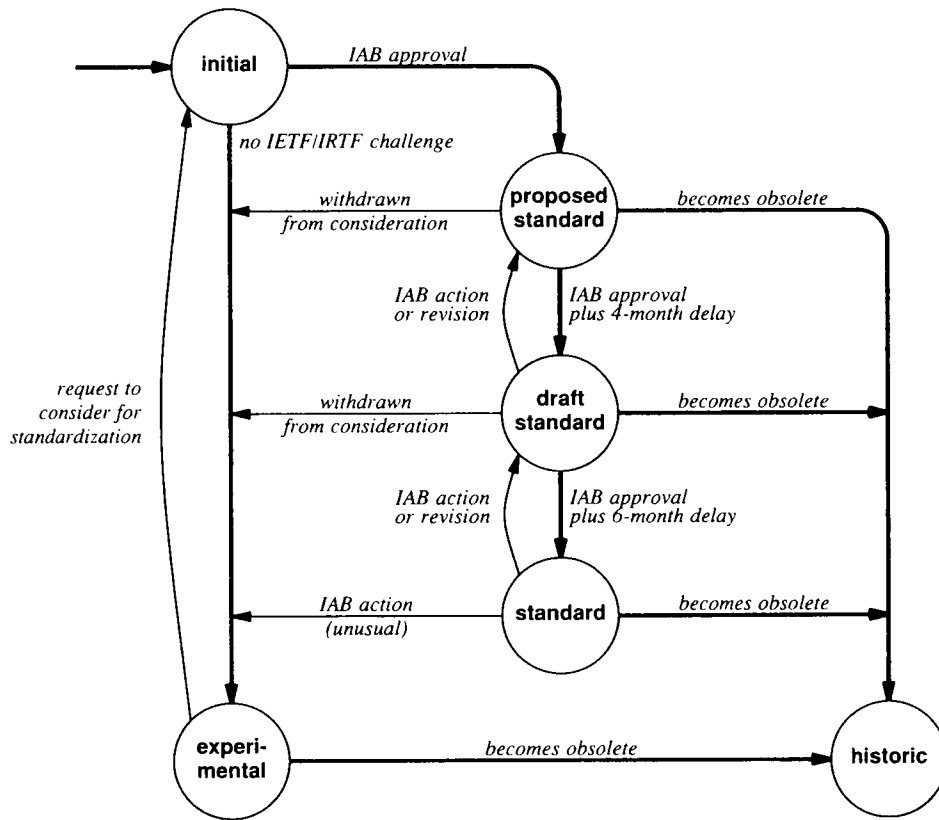 initial
IAB approval
no IETF/IRTF challenge
proposed
standard
becomes obsolete
withdrawn
from consideration
IAB action
or revision
IAB approval
plus 4-month delay
request to
consider for
standardization
withdrawn
from consideration
draft
standard
becomes obsolete
IAB action
or revision
IAB approval
plus 6-month delay
IAB action
(unusual)
standard
becomes obsolete
experi-
mental
becomes obsolete
historic